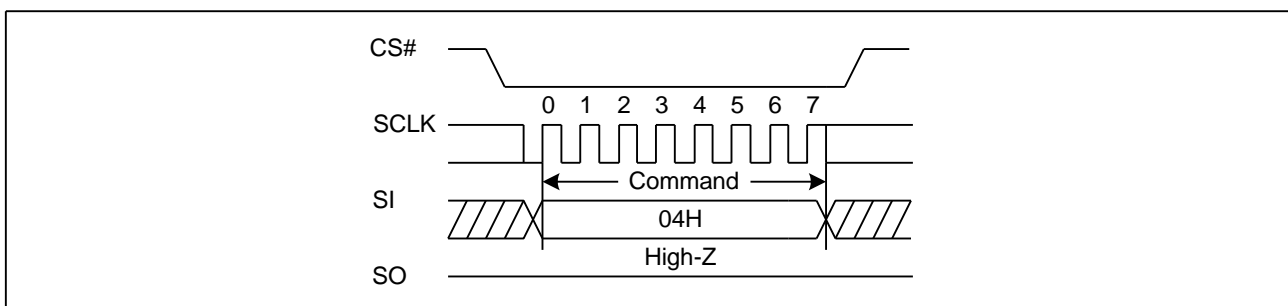 CS#
0 1 2 3 4 5 6 7
SCLK
Command
SI
04H
High-Z
SO